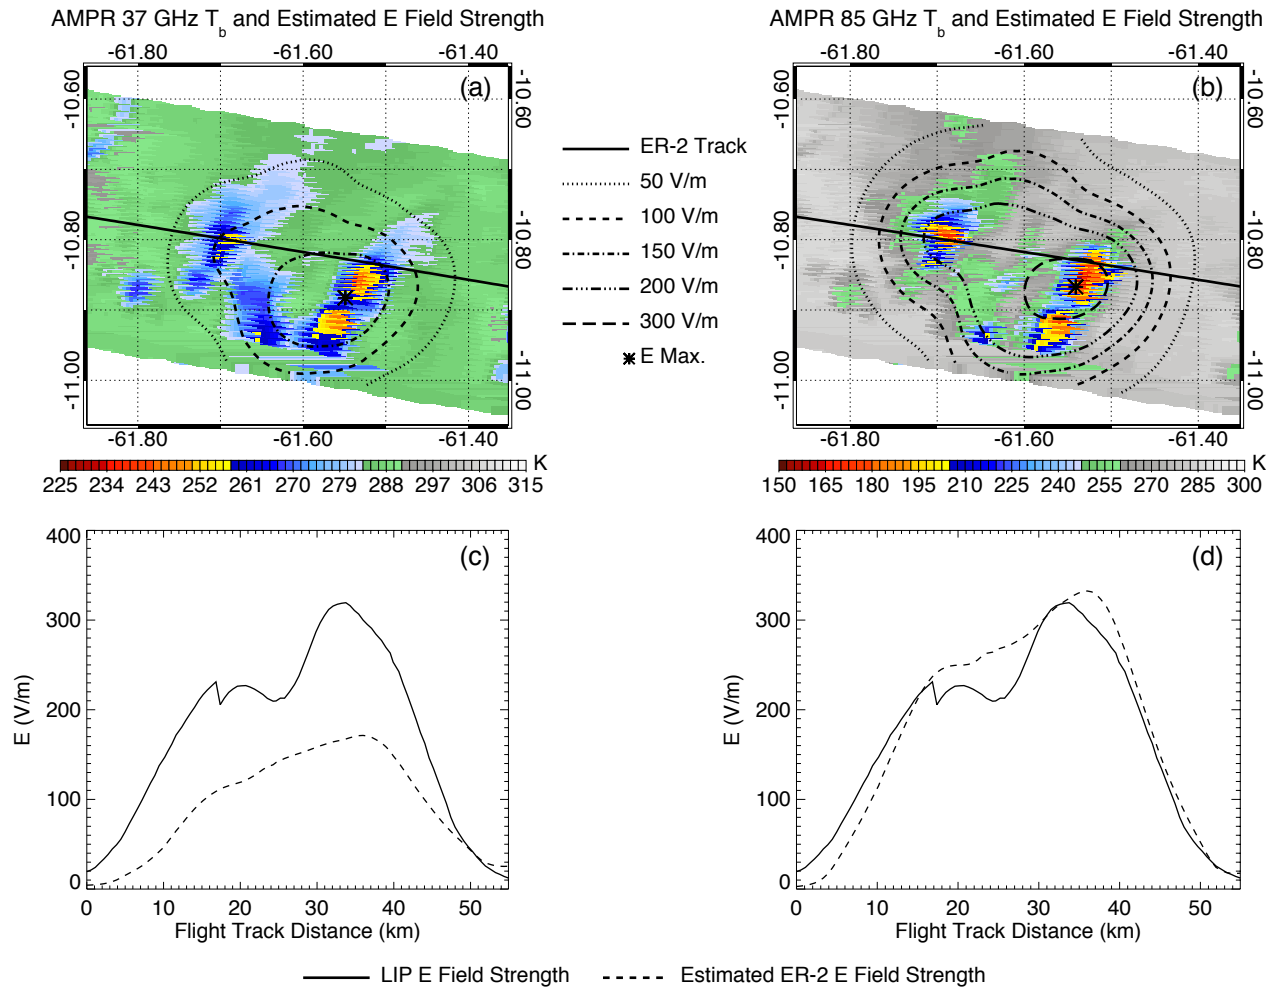 AMPR 37 GHz Tb and Estimated E Field Strength
AMPR 85 GHz Tb and Estimated E Field Strength
-61.80 -61.60 -61.40
-61.80 -61.60 -61.40
(a)
(b)
-10.60 -10.60
-10.80 -10.80
-11.00 -11.00
-10.60 -10.60
-10.80 -10.80
-11.00 -11.00
ER-2 Track
50 V/m
100 V/m
150 V/m
200 V/m
300 V/m
E Max.
-61.80 -61.60 -61.40
-61.80 -61.60 -61.40
K
225 234 243 252 261 270 279 288 297 306 315
K
150 165 180 195 210 225 240 255 270 285 300
(c)
400
300
200
100
0
E (V/m)
0 10 20 30 40 50
Flight Track Distance (km)
(d)
400
300
200
100
0
E (V/m)
0 10 20 30 40 50
Flight Track Distance (km)
LIP E Field Strength
Estimated ER-2 E Field Strength